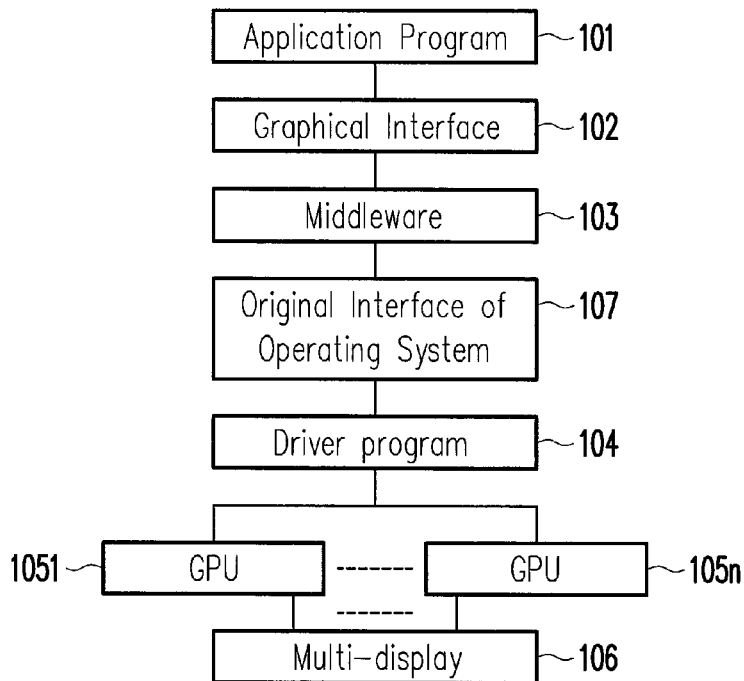 Application Program 101
Graphical Interface 102
Middleware 103
Original Interface of
Operating System 107
Driver program 104
1051 GPU GPU 105n
Multi-display 106